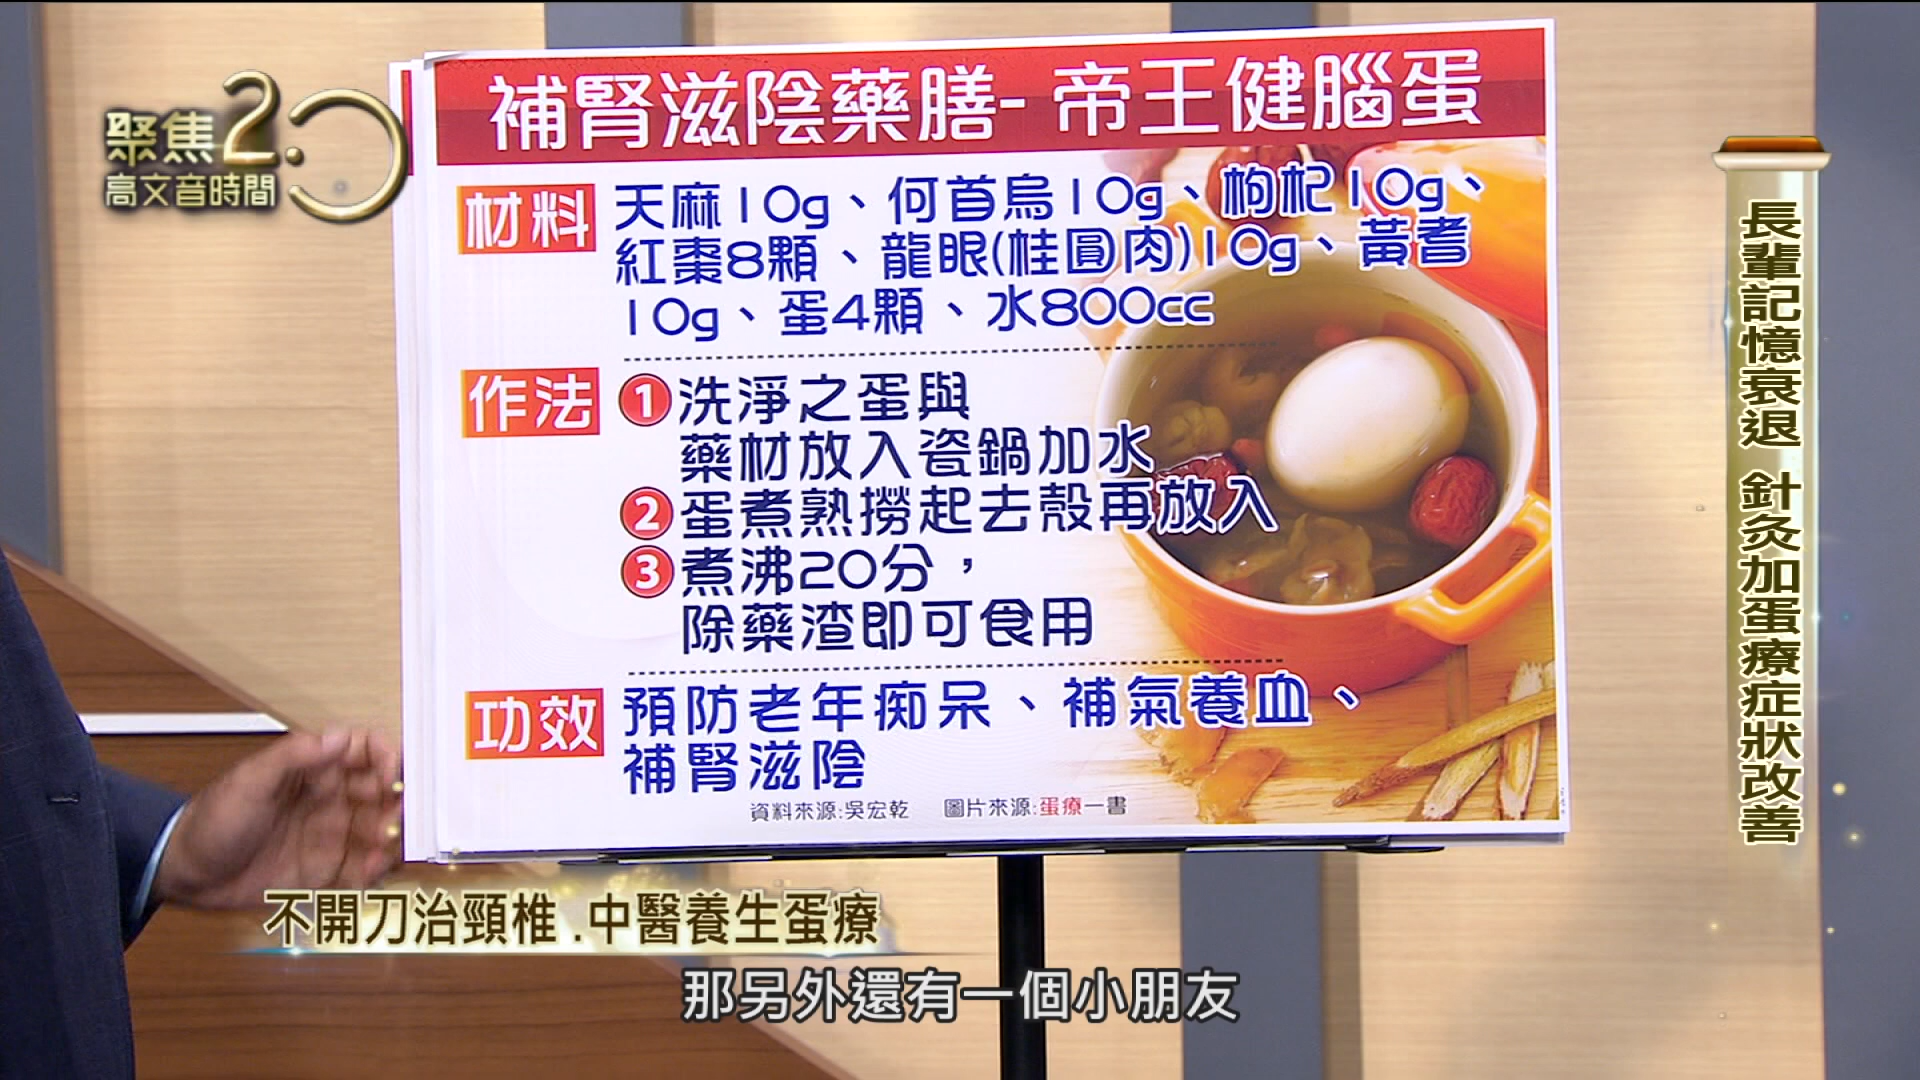 聚焦2.0
高文音時間
補腎滋陰藥膳-帝王健腦蛋
材料
天麻10g、何首烏10g、枸杞10g、
紅棗8顆、龍眼(桂圓肉)10g、黃耆
10g、蛋4顆、水800cc
作法
1洗淨之蛋與
藥材放入瓷鍋加水
2蛋煮熟撈起去殼再放入
3煮沸20分，
除藥渣即可食用
功效
預防老年痴呆、補氣養血、
補腎滋陰
資料來源:吳宏乾 圖片來源:蛋療一書
長輩記憶衰退 針灸加蛋療症狀改善
不開刀治頸椎.中醫養生蛋療
那另外還有一個小朋友